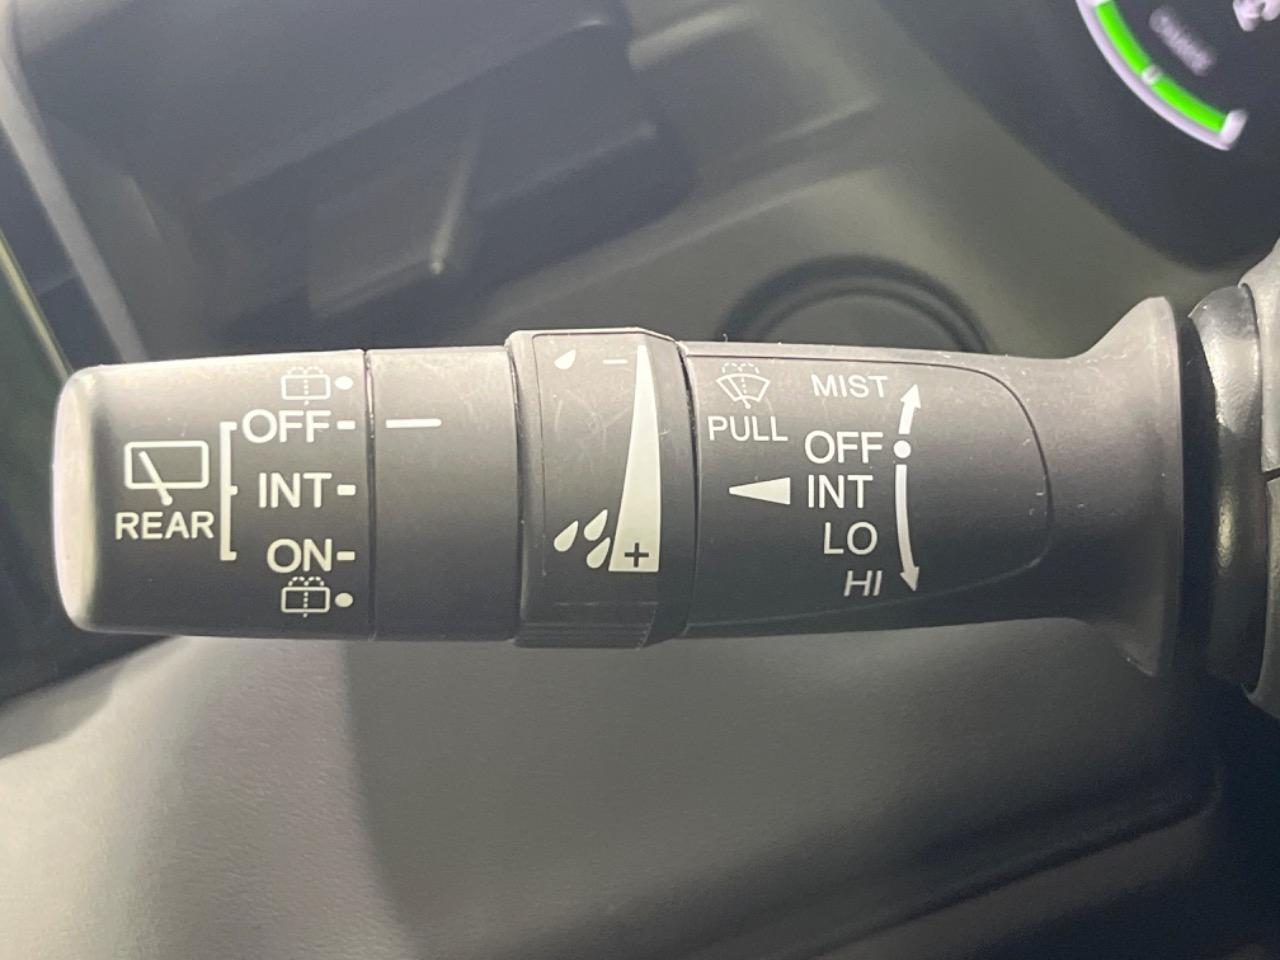 REAR
OFF
INT
ON
−
+
PULL
MIST
OFF
INT
LO
HI